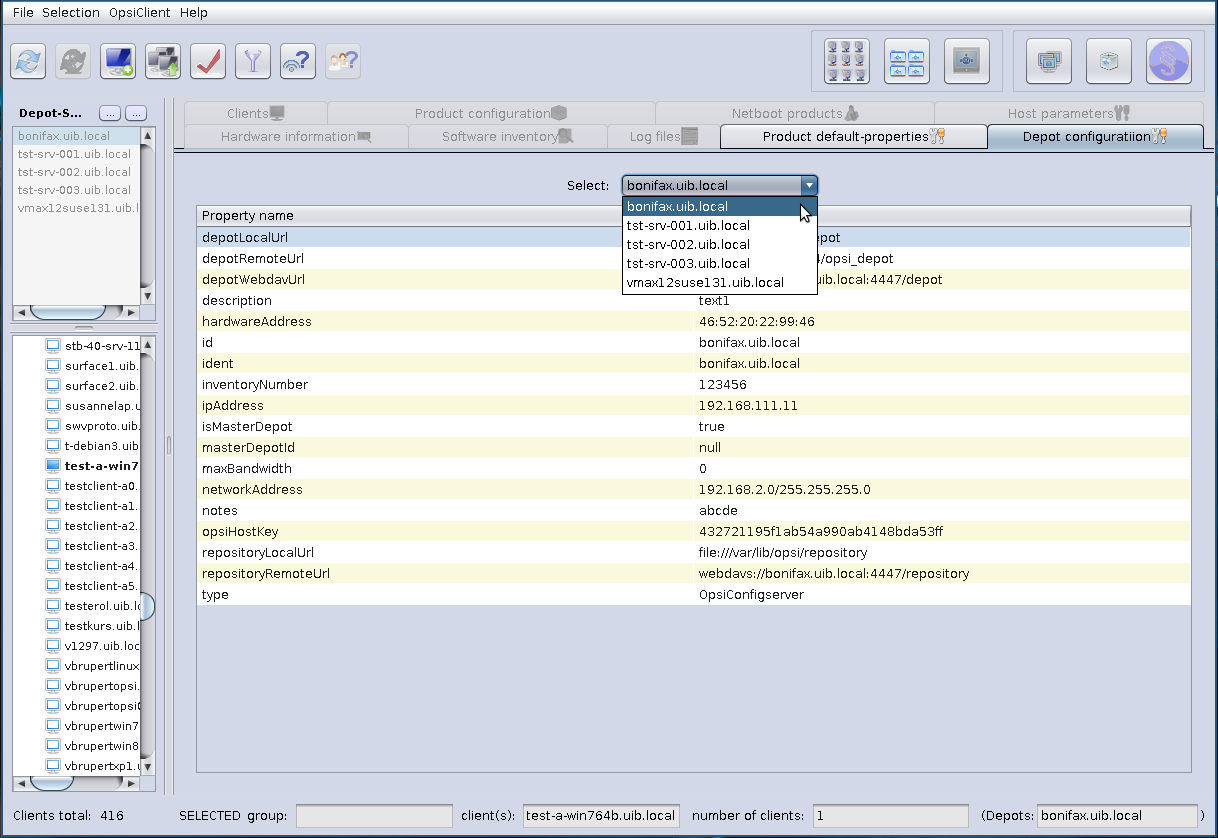 File Selection OpsiClient Help
Depot-S...
... ...
bonifax.uib.local
tst-srv-001.uib.local
tst-srv-002.uib.local
tst-srv-003.uib.local
vmax12suse131.uib.l
Clients
Product configuration
Netboot products
Host parameters
Hardware information
Software inventory
Log files
Product default-properties
Depot configuratiion
Select: bonifax.uib.local
bonifax.uib.local
tst-srv-001.uib.local
tst-srv-002.uib.local
tst-srv-003.uib.local
vmax12suse131.uib.local
Property name
depotLocalUrl epot
depotRemoteUrl /opsi_depot
depotWebdavUrl uib.local:4447/depot
description text1
hardwareAddress 46:52:20:22:99:46
id bonifax.uib.local
ident bonifax.uib.local
inventoryNumber 123456
ipAddress 192.168.111.11
isMasterDepot true
masterDepotId null
maxBandwidth 0
networkAddress 192.168.2.0/255.255.255.0
notes abcde
opsiHostKey 432721195f1ab54a990ab4148bda53ff
repositoryLocalUrl file:///var/lib/opsi/repository
repositoryRemoteUrl webdavs://bonifax.uib.local:4447/repository
type OpsiConfigserver
stb-40-srv-11
surface1.uib.
surface2.uib.
susannelap.u
swvproto.uib.
t-debian3.uib
test-a-win7
testclient-a0.
testclient-a1.
testclient-a2.
testclient-a3.
testclient-a4.
testclient-a5.
testerol.uib.lo
testkurs.uib.l
v1297.uib.loc
vbrupertlinux
vbrupertopsi.
vbrupertopsi
vbrupertwin7
vbrupertwin8
vbrupertxp1.u
Clients total: 416 SELECTED group: client(s): test-a-win764b.uib.local number of clients: 1 (Depots: bonifax.uib.local )